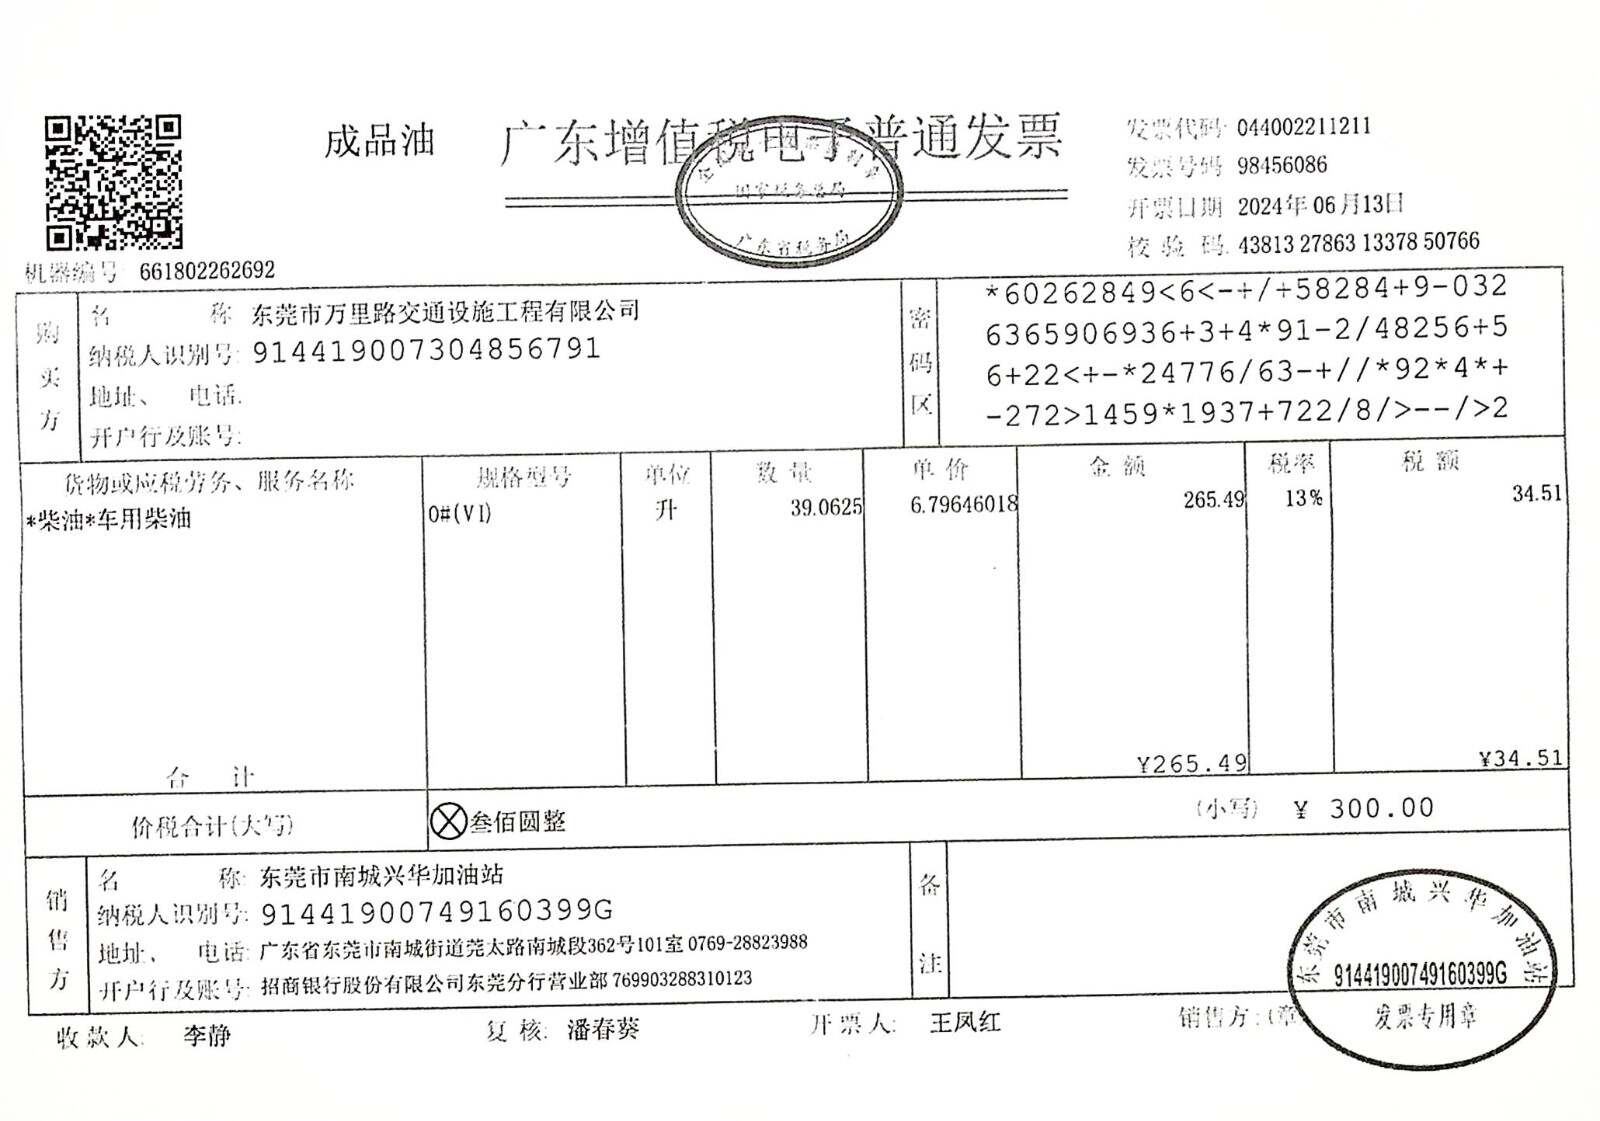 成品油 广东增值税电子普通发票
发票代码: 044002211211
发票号码: 98456086
开票日期: 2024年06月13日
校验码: 43813 27863 13378 50766
国家税务总局
广东省税务局
机器编号: 661802262692
购买方
名称: 东莞市万里路交通设施工程有限公司
纳税人识别号: 914419007304856791
地址、电话:
开户行及账号:
密码区
*60262849<6<-+/+58284+9-032
6365906936+3+4*91-2/48256+5
6+22<+-*24776/63-+//*92*4*+
-272>1459*1937+722/8/>--/>2
货物或应税劳务、服务名称 规格型号 单位 数量 单价 金额 税率 税额
*柴油*车用柴油 0#(VI) 升 39.0625 6.79646018 265.49 13% 34.51
合计 ¥265.49 ¥34.51
价税合计(大写) ⊗叁佰圆整 (小写) ¥ 300.00
销售方
名称: 东莞市南城兴华加油站
纳税人识别号: 91441900749160399G
地址、电话: 广东省东莞市南城街道莞太路南城段362号101室 0769-28823988
开户行及账号: 招商银行股份有限公司东莞分行营业部 769903288310123
备注
东莞市南城兴华加油站
91441900749160399G
发票专用章
收款人: 李静 复核: 潘春葵 开票人: 王凤红 销售方:(章